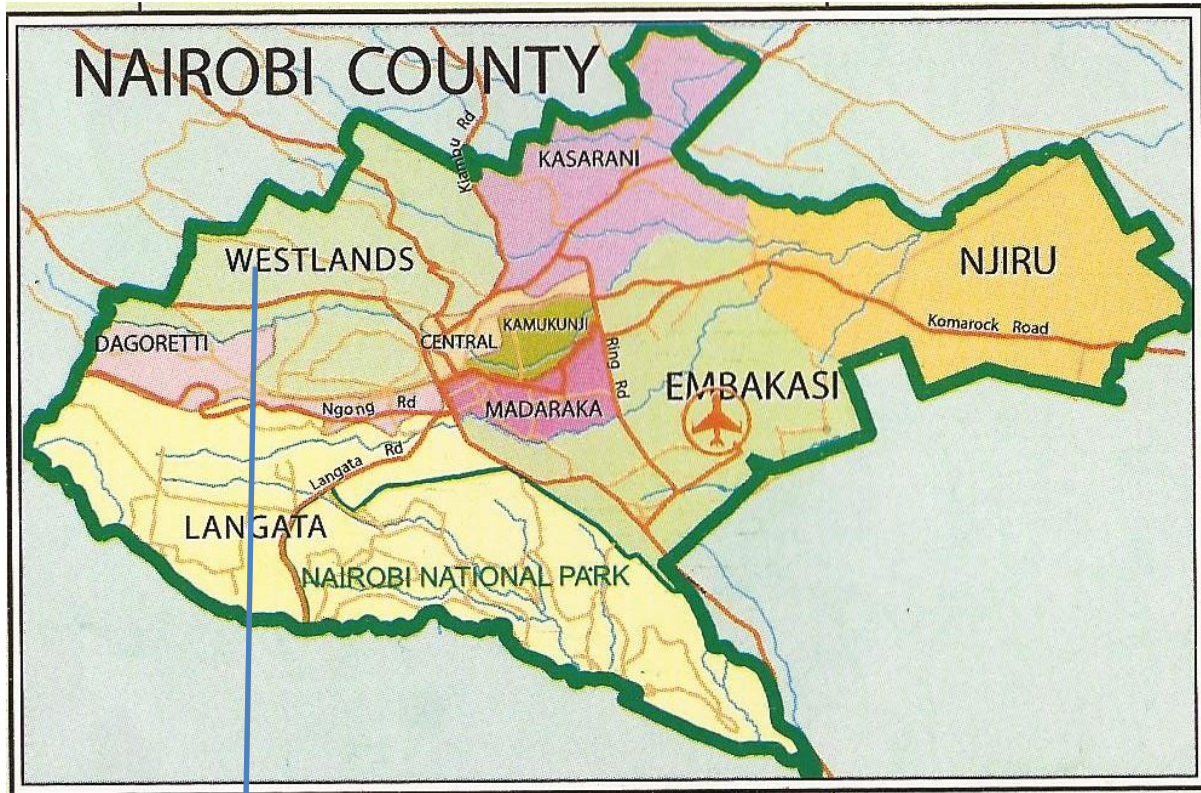 NAIROBI COUNTY
Kiambu Rd
KASARANI
WESTLANDS
NJIRU
KAMUKUNJI
Komarock Road
DAGORETTI
CENTRAL
Ring Rd
EMBAKASI
Ngong Rd
MADARAKA
Langata Rd
LANGATA
NAIROBI NATIONAL PARK